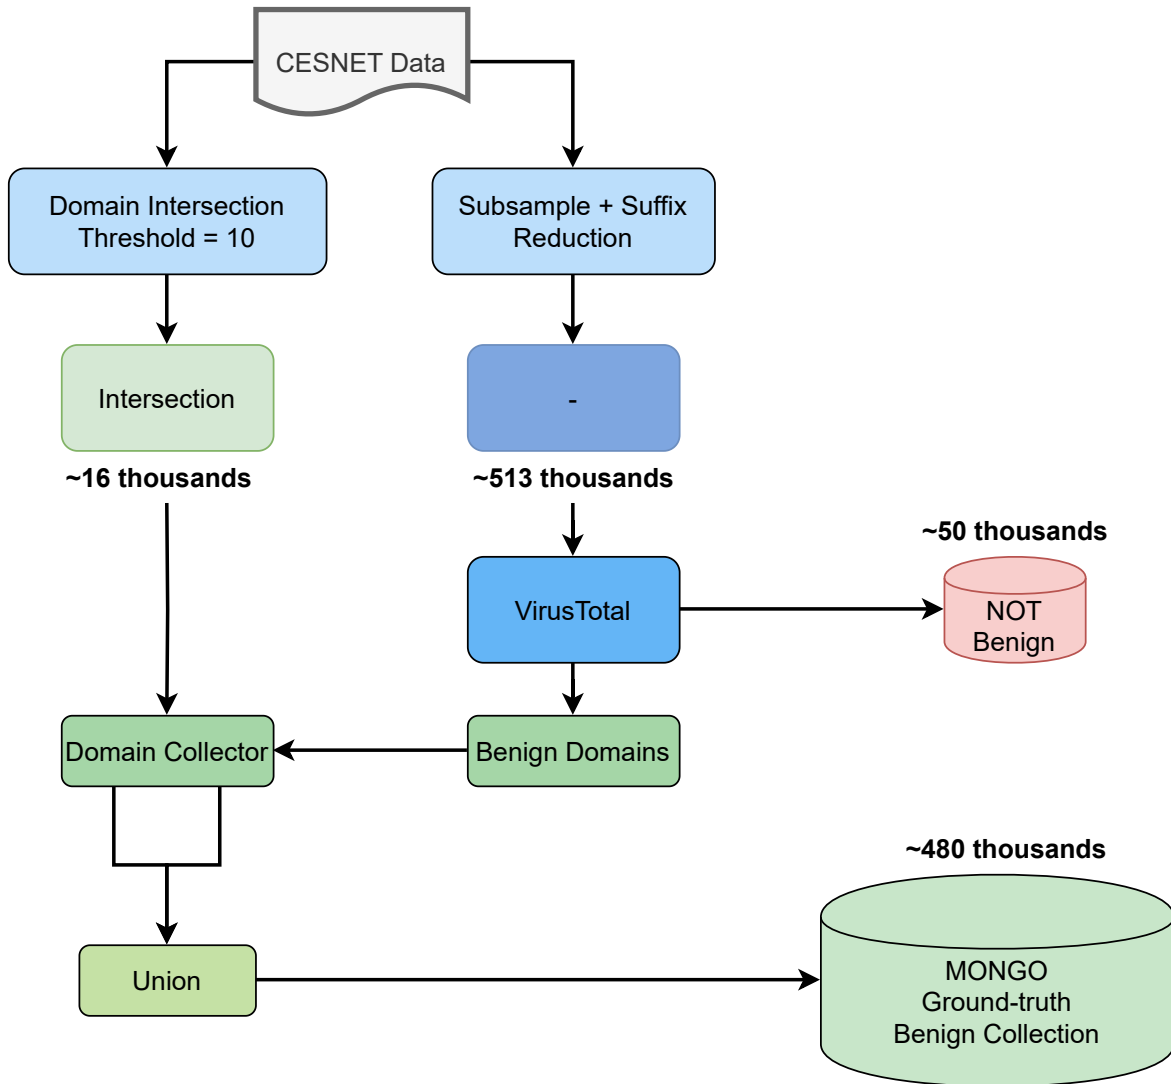 CESNET Data
Domain Intersection
Threshold = 10
Subsample + Suffix
Reduction
Intersection
-
~16 thousands
~513 thousands
~50 thousands
VirusTotal
NOT
Benign
Domain Collector
Benign Domains
~480 thousands
Union
MONGO
Ground-truth
Benign Collection